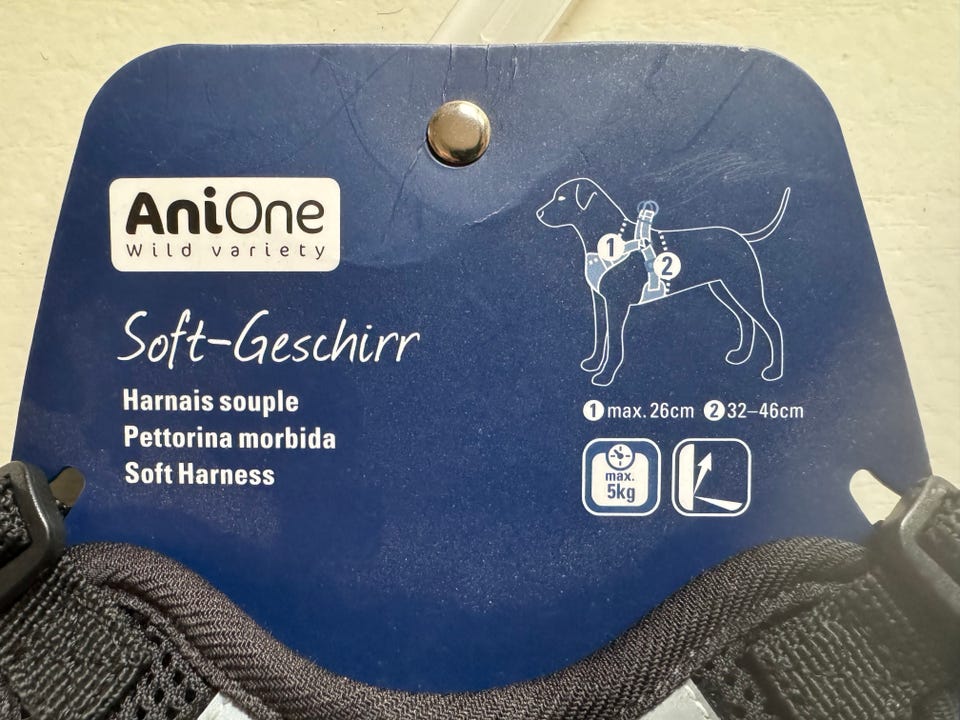 AniOne
Wild variety
Soft-Geschirr
Harnais souple
Pettorina morbida
Soft Harness
1
2
1 max. 26cm 2 32–46cm
max.
5kg